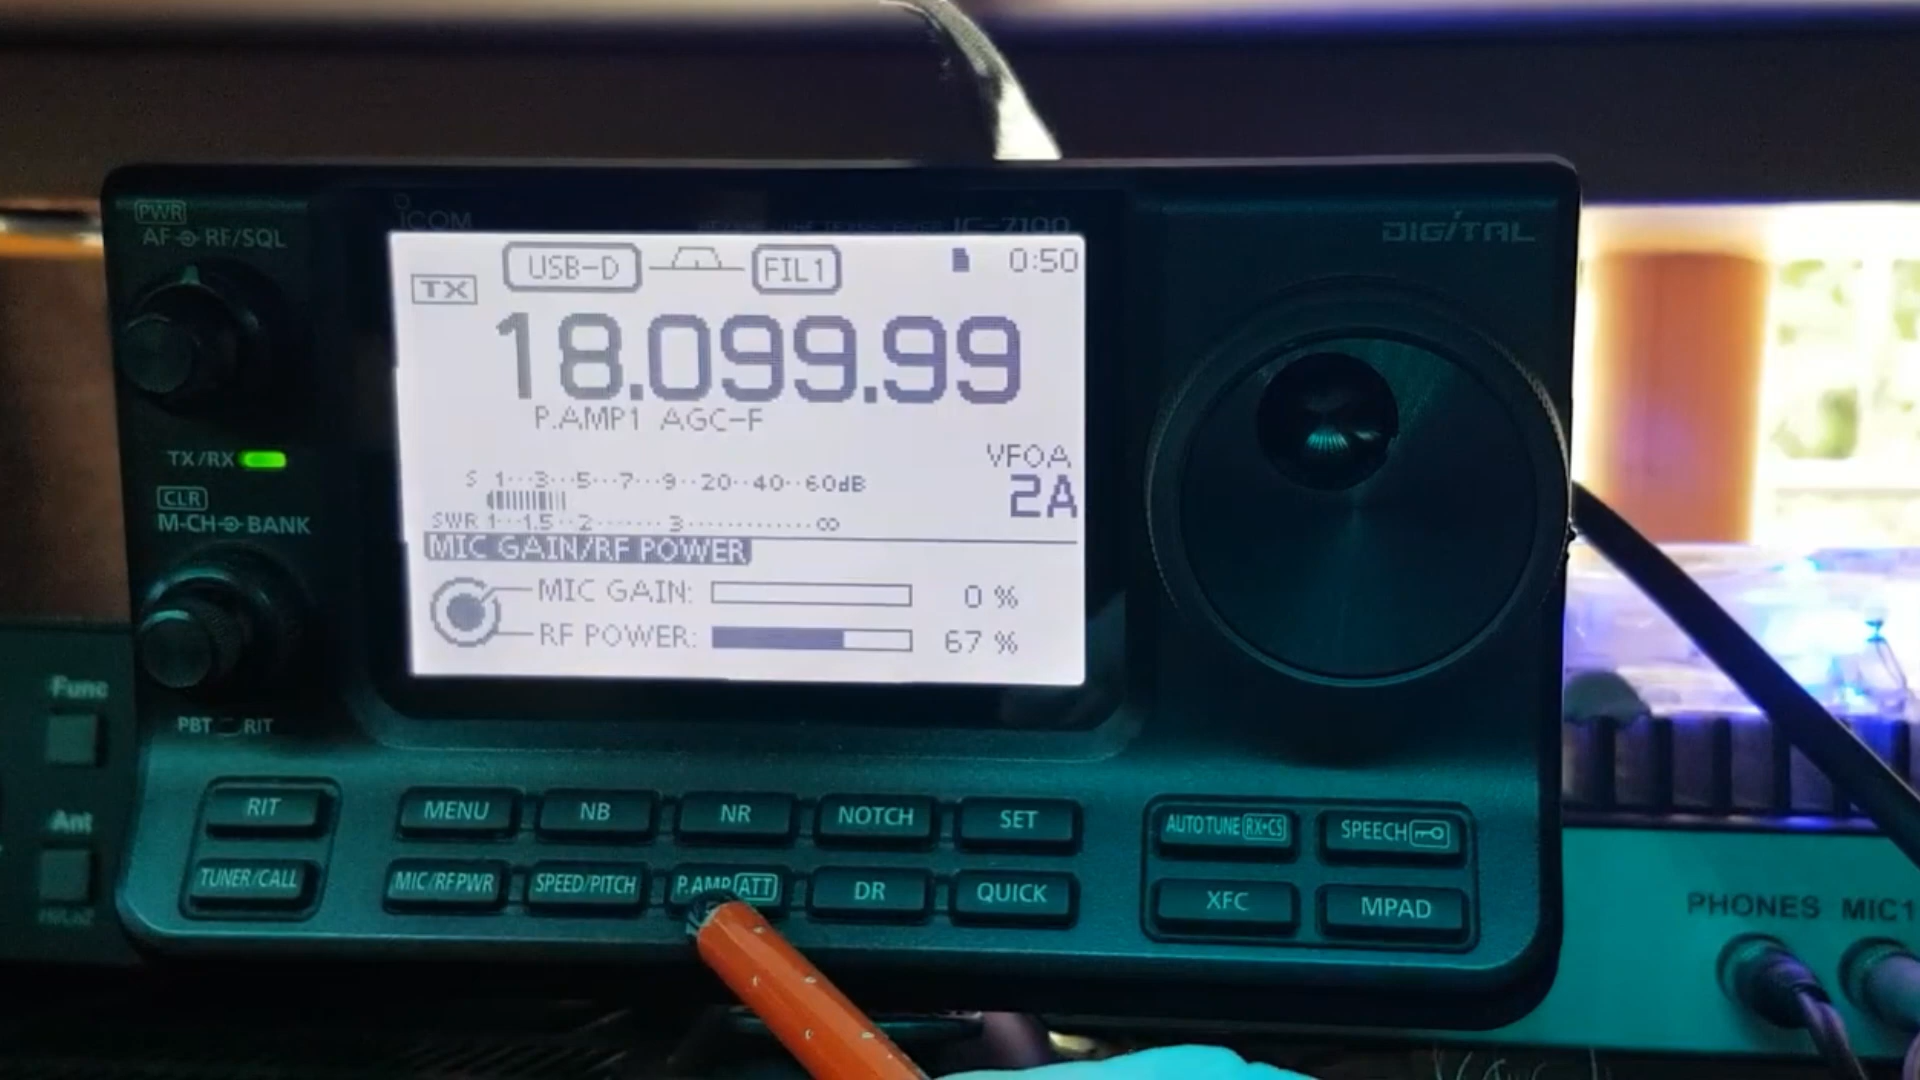 PWR
AF RF/SQL
ICOM
IC-7100
DIGITAL
USB-D FIL1 0:50
TX
18.099.99
P.AMP1 AGC-F
TX/RX
VFOA
2A
S 1···3···5···7···9··20··40··60dB
SWR 1···1.5··2·······3············∞
CLR
M-CH BANK
MIC GAIN/RF POWER
MIC GAIN: 0 %
RF POWER: 67 %
PBT RIT
Func
Ant
RIT MENU NB NR NOTCH SET AUTOTUNE RX•CS SPEECH
TUNER/CALL MIC/RF PWR SPEED/PITCH P.AMP ATT DR QUICK XFC MPAD
PHONES MIC1